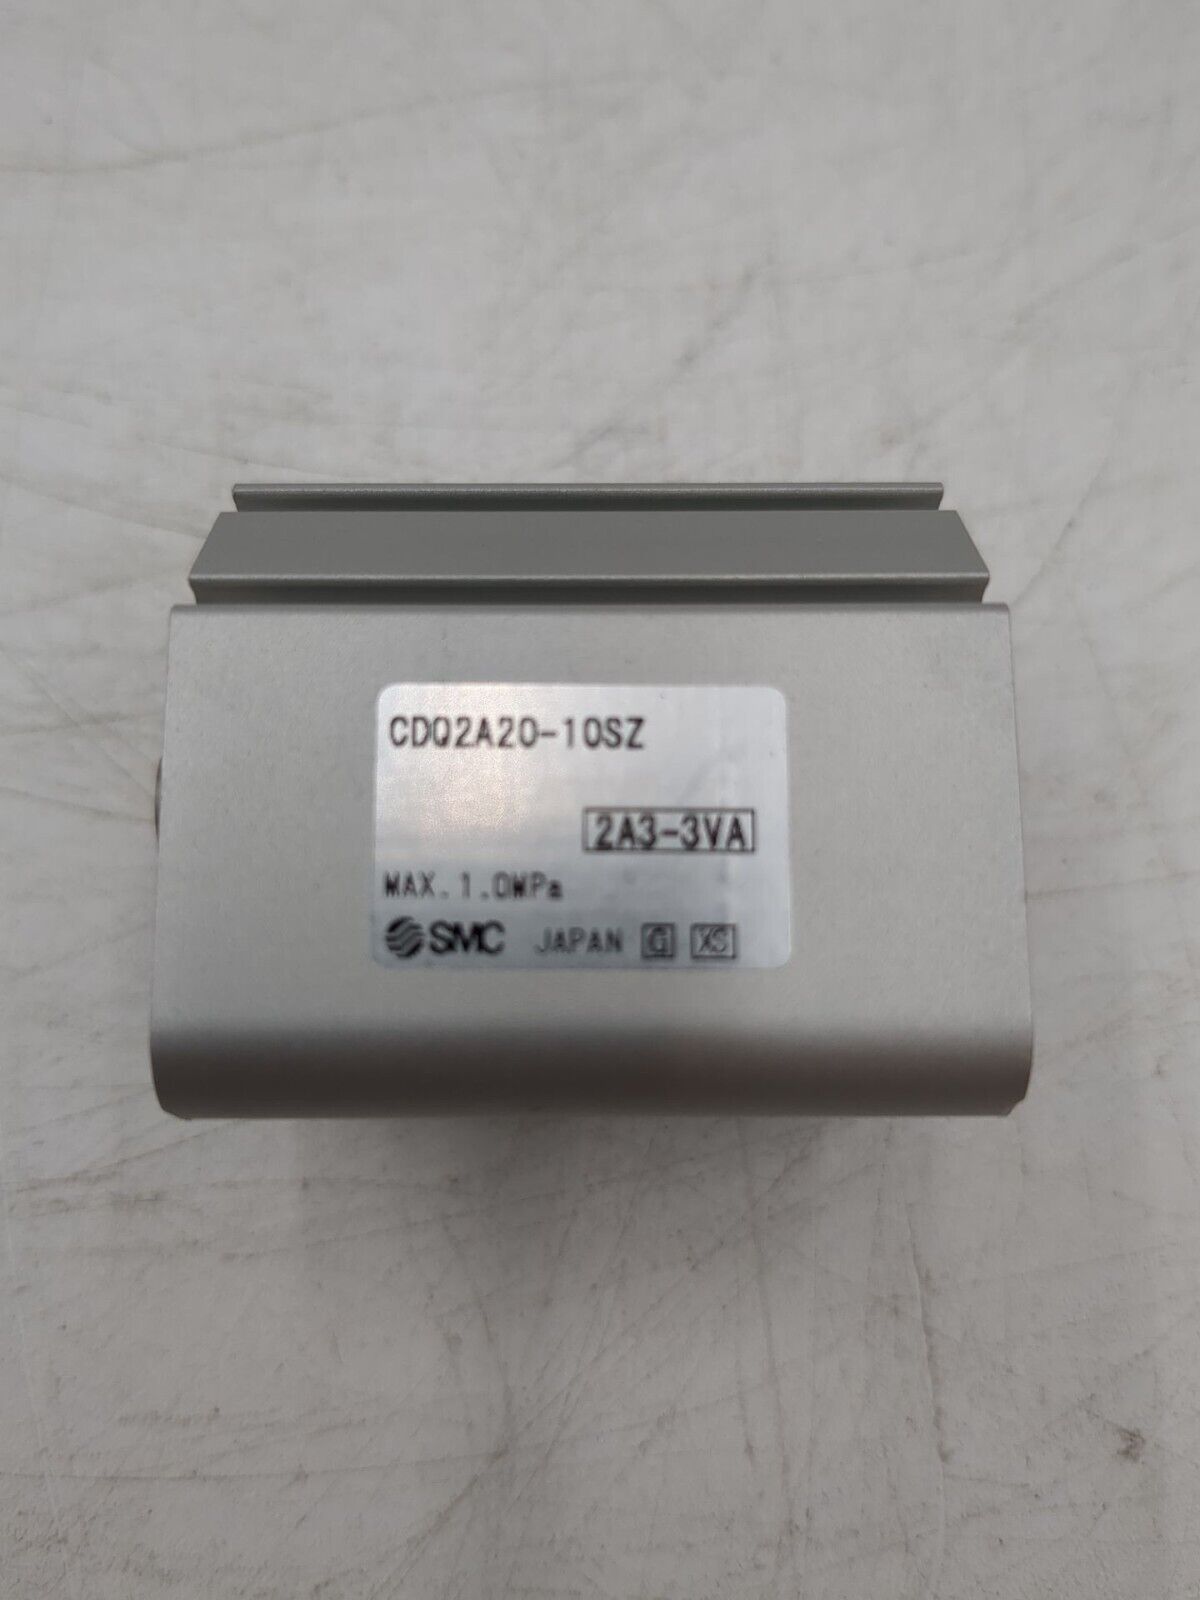 CDQ2A20-10SZ
2A3-3VA
MAX. 1.0MPa
SMC JAPAN G XS